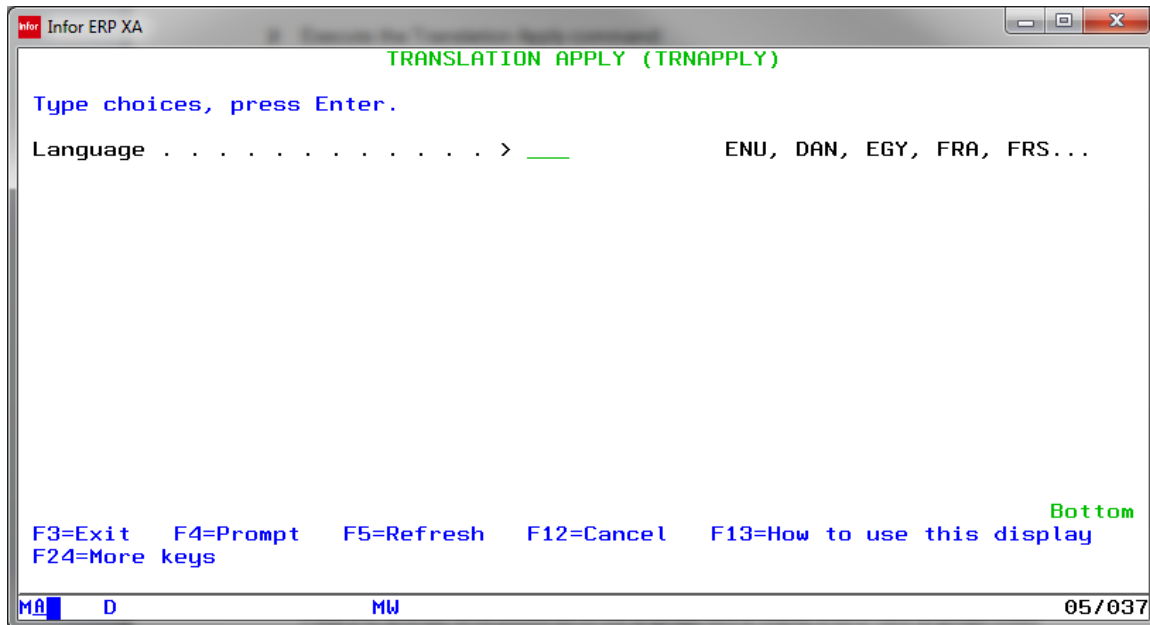 infor Infor ERP XA
TRANSLATION APPLY (TRNAPPLY)
Type choices, press Enter.
Language . . . . . . . . . . . . > ___ ENU, DAN, EGY, FRA, FRS...
Bottom
F3=Exit F4=Prompt F5=Refresh F12=Cancel F13=How to use this display
F24=More keys
MA D MW 05/037